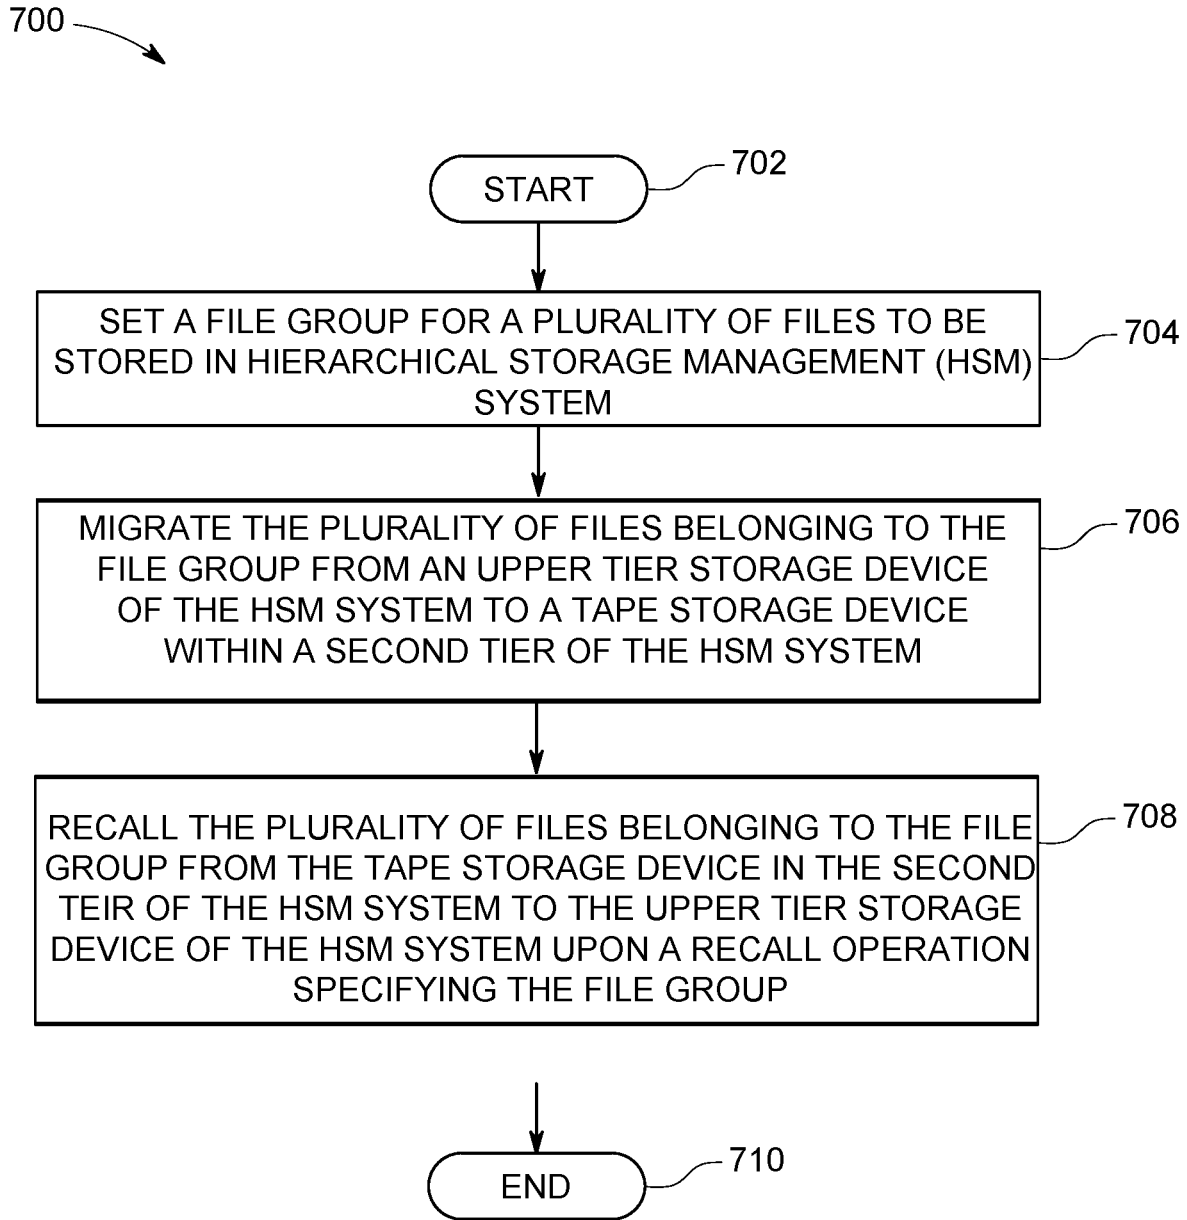 700
702
START
SET A FILE GROUP FOR A PLURALITY OF FILES TO BE
STORED IN HIERARCHICAL STORAGE MANAGEMENT (HSM)
SYSTEM
704
MIGRATE THE PLURALITY OF FILES BELONGING TO THE
FILE GROUP FROM AN UPPER TIER STORAGE DEVICE
OF THE HSM SYSTEM TO A TAPE STORAGE DEVICE
WITHIN A SECOND TIER OF THE HSM SYSTEM
706
RECALL THE PLURALITY OF FILES BELONGING TO THE FILE
GROUP FROM THE TAPE STORAGE DEVICE IN THE SECOND
TEIR OF THE HSM SYSTEM TO THE UPPER TIER STORAGE
DEVICE OF THE HSM SYSTEM UPON A RECALL OPERATION
SPECIFYING THE FILE GROUP
708
END
710